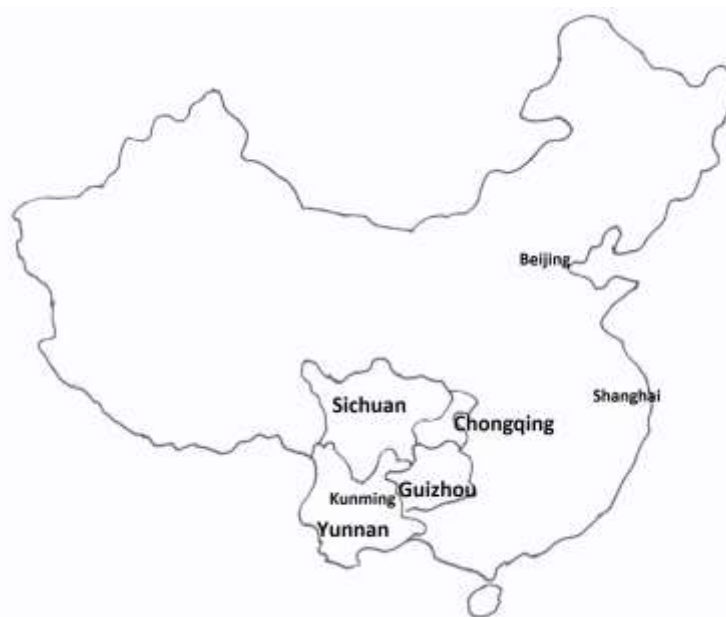 Beijing
Shanghai
Sichuan
Chongqing
Guizhou
Kunming
Yunnan